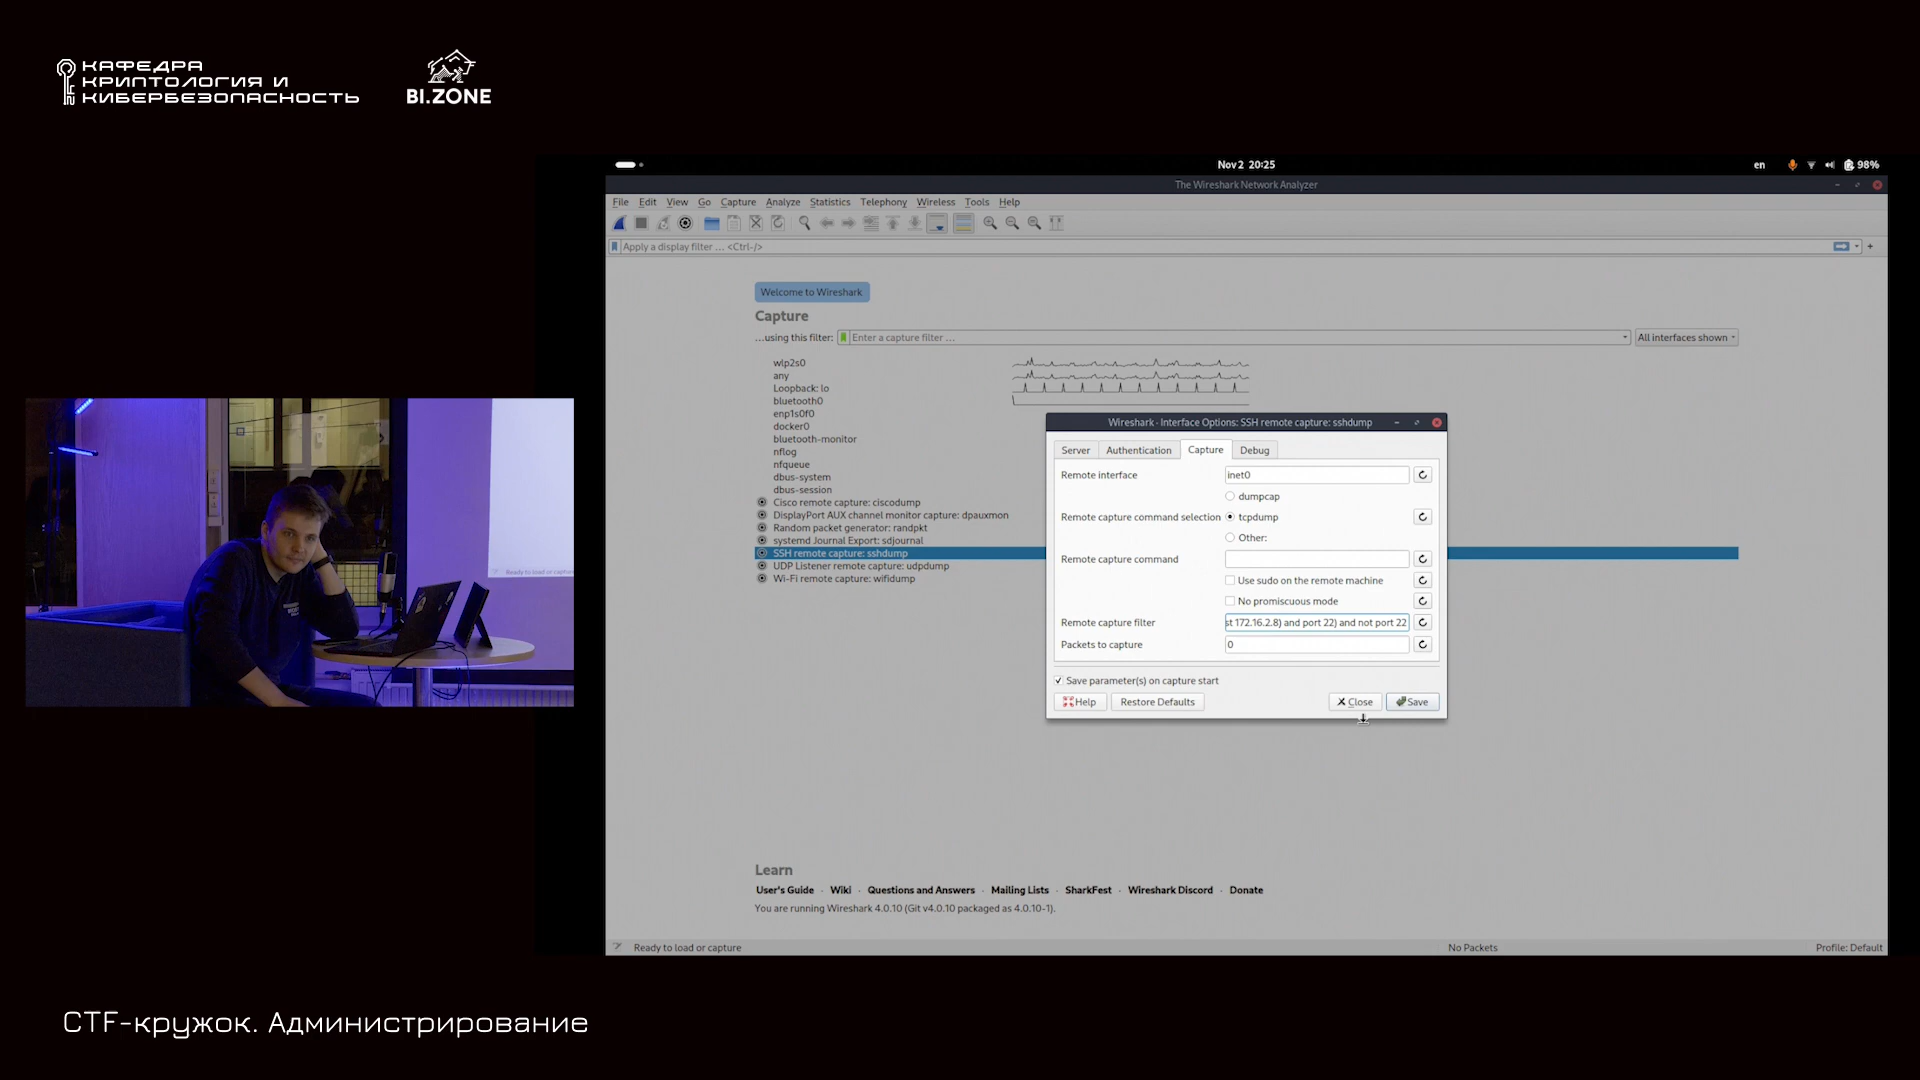 КАФЕДРА
КРИПТОЛОГИЯ И
КИБЕРБЕЗОПАСНОСТЬ
BI.ZONE
Nov 2 20:25
en
98%
The Wireshark Network Analyzer
File Edit View Go Capture Analyze Statistics Telephony Wireless Tools Help
Apply a display filter ... <Ctrl-/>
Welcome to Wireshark
Capture
...using this filter: Enter a capture filter ... All interfaces shown
wlp2s0
any
Loopback: lo
bluetooth0
enp1s0f0
docker0
bluetooth-monitor
nflog
nfqueue
dbus-system
dbus-session
Cisco remote capture: ciscodump
DisplayPort AUX channel monitor capture: dpauxmon
Random packet generator: randpkt
systemd Journal Export: sdjournal
SSH remote capture: sshdump
UDP Listener remote capture: udpdump
Wi-Fi remote capture: wifidump
Wireshark · Interface Options: SSH remote capture: sshdump
Server Authentication Capture Debug
Remote interface inet0
dumpcap
Remote capture command selection tcpdump
Other:
Remote capture command
Use sudo on the remote machine
No promiscuous mode
Remote capture filter st 172.16.2.8) and port 22) and not port 22
Packets to capture 0
Save parameter(s) on capture start
Help Restore Defaults Close Save
Learn
User's Guide · Wiki · Questions and Answers · Mailing Lists · SharkFest · Wireshark Discord · Donate
You are running Wireshark 4.0.10 (Git v4.0.10 packaged as 4.0.10-1).
Ready to load or capture No Packets Profile: Default
CTF-кружок. Администрирование